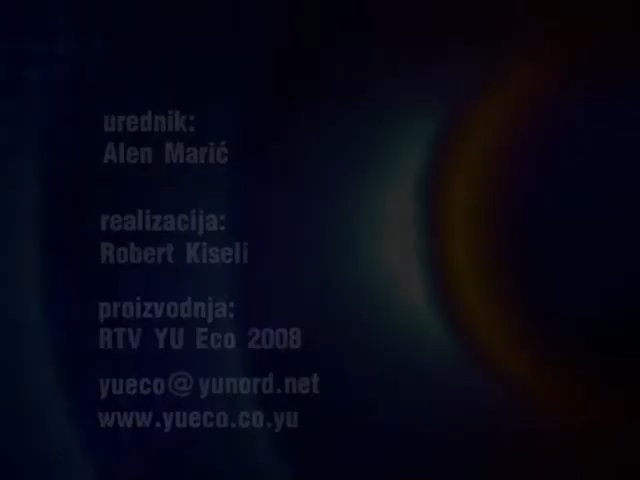 urednik:
Alen Marić
realizacija:
Robert Kiseli
proizvodnja:
RTV YU Eco 2008
yueco@yunord.net
www.yueco.co.yu